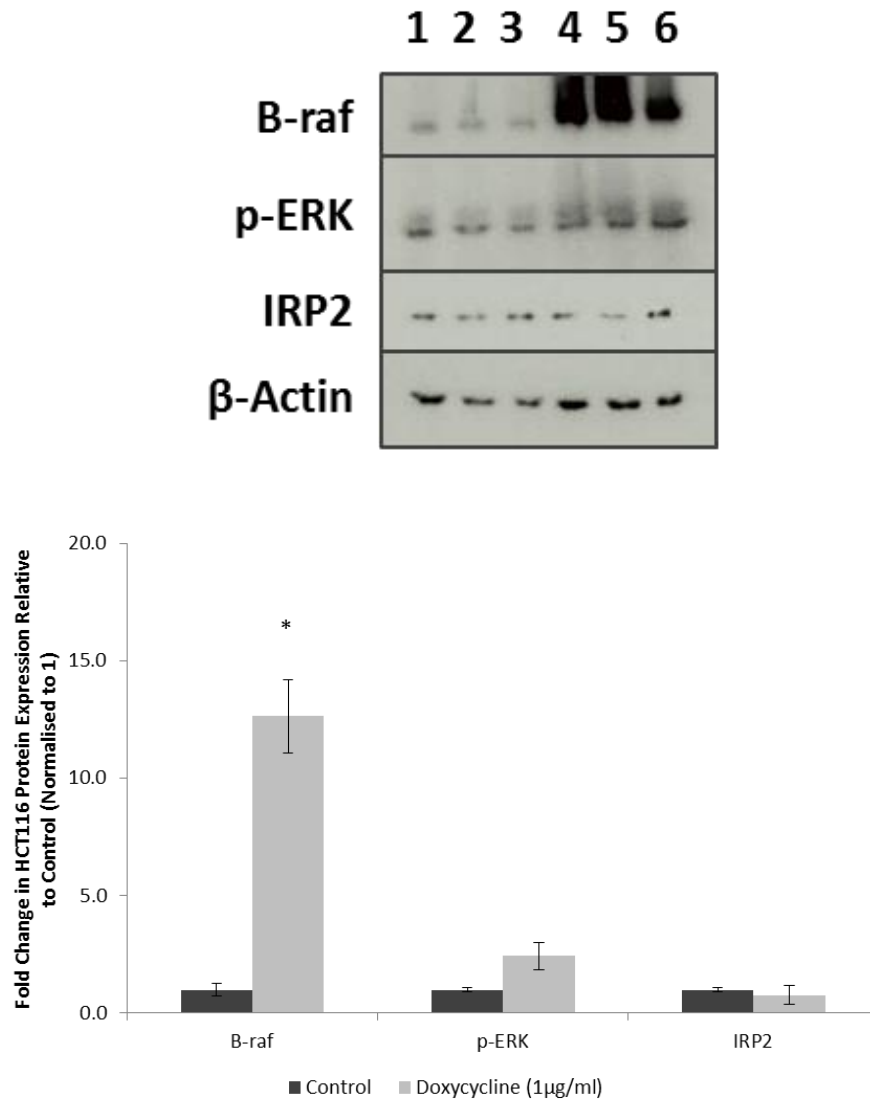 1 2 3 4 5 6
B-raf
p-ERK
IRP2
β-Actin
Fold Change in HCT116 Protein Expression Relative
to Control (Normalised to 1)
20.0
15.0
10.0
5.0
0.0
*
B-raf p-ERK IRP2
Control Doxycycline (1µg/ml)